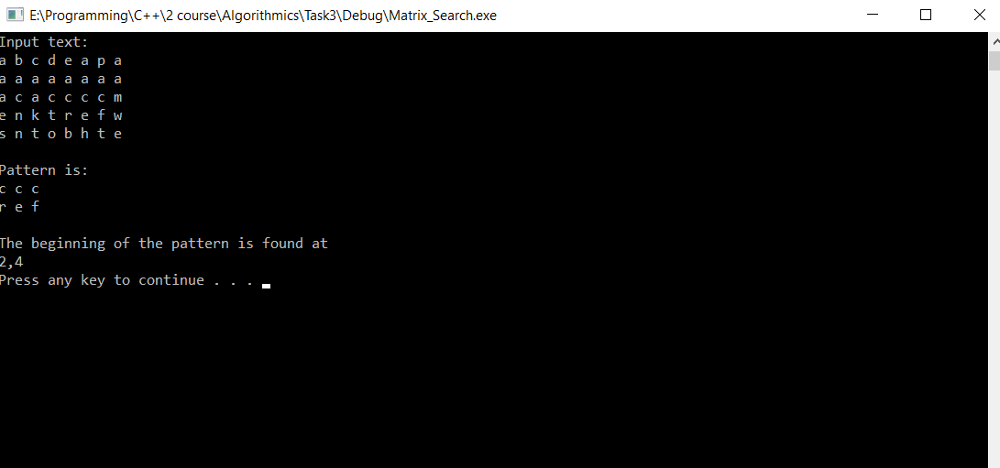 E:\Programming\C++\2 course\Algorithmics\Task3\Debug\Matrix_Search.exe
Input text:
a b c d e a p a
a a a a a a a a
a c a c c c c m
e n k t r e f w
s n t o b h t e
Pattern is:
c c c
r e f
The beginning of the pattern is found at
2,4
Press any key to continue . . .